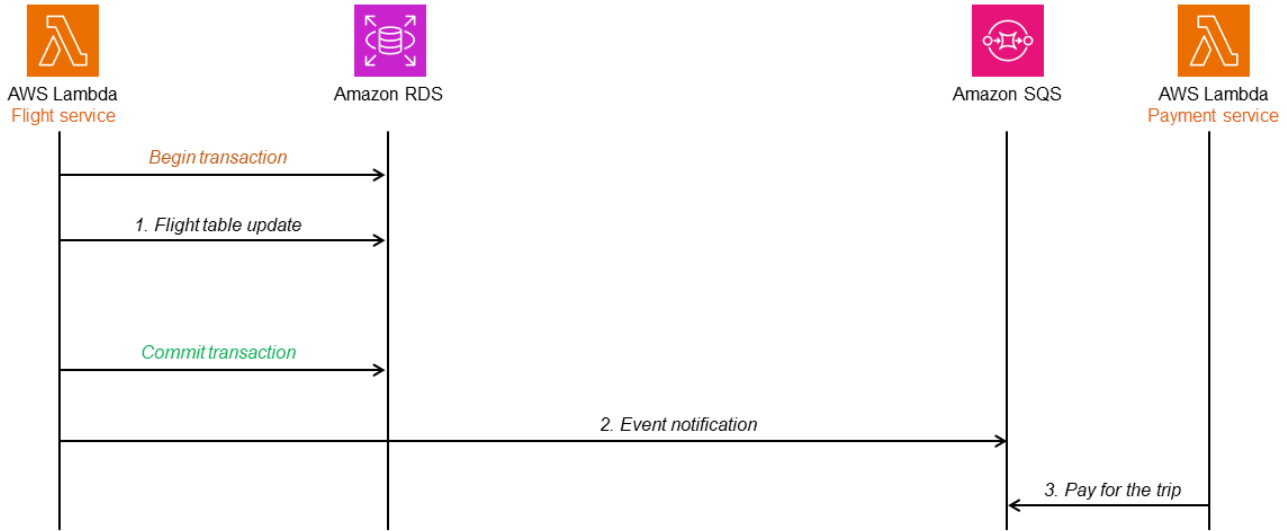 AWS Lambda
Flight service
Amazon RDS
Amazon SQS
AWS Lambda
Payment service
Begin transaction
1. Flight table update
Commit transaction
2. Event notification
3. Pay for the trip